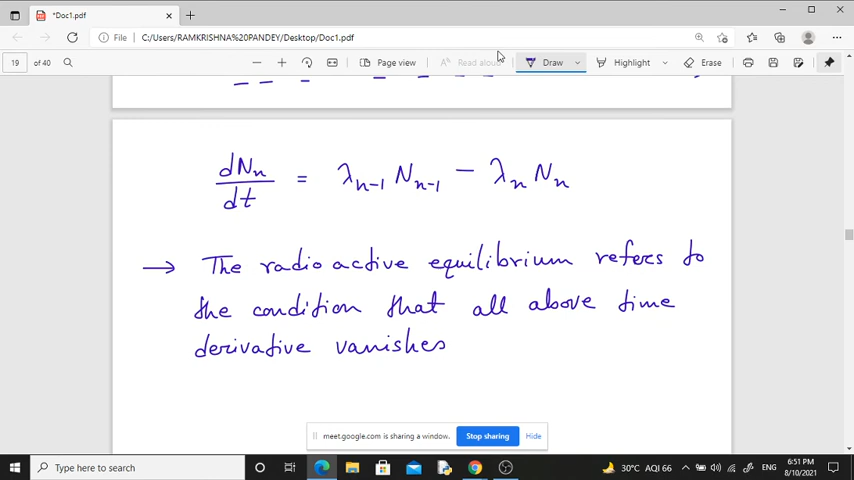 *Doc1.pdf
File
C:/Users/RAMKRISHNA%20PANDEY/Desktop/Doc1.pdf
19 of 40
Page view
Read aloud
Draw
Highlight
Erase
dNn/dt = λn-1 Nn-1 − λn Nn
→ The radioactive equilibrium refers to
the condition that all above time
derivative vanishes
meet.google.com is sharing a window.
Stop sharing
Hide
Type here to search
30°C AQI 66
ENG
6:51 PM
8/10/2021